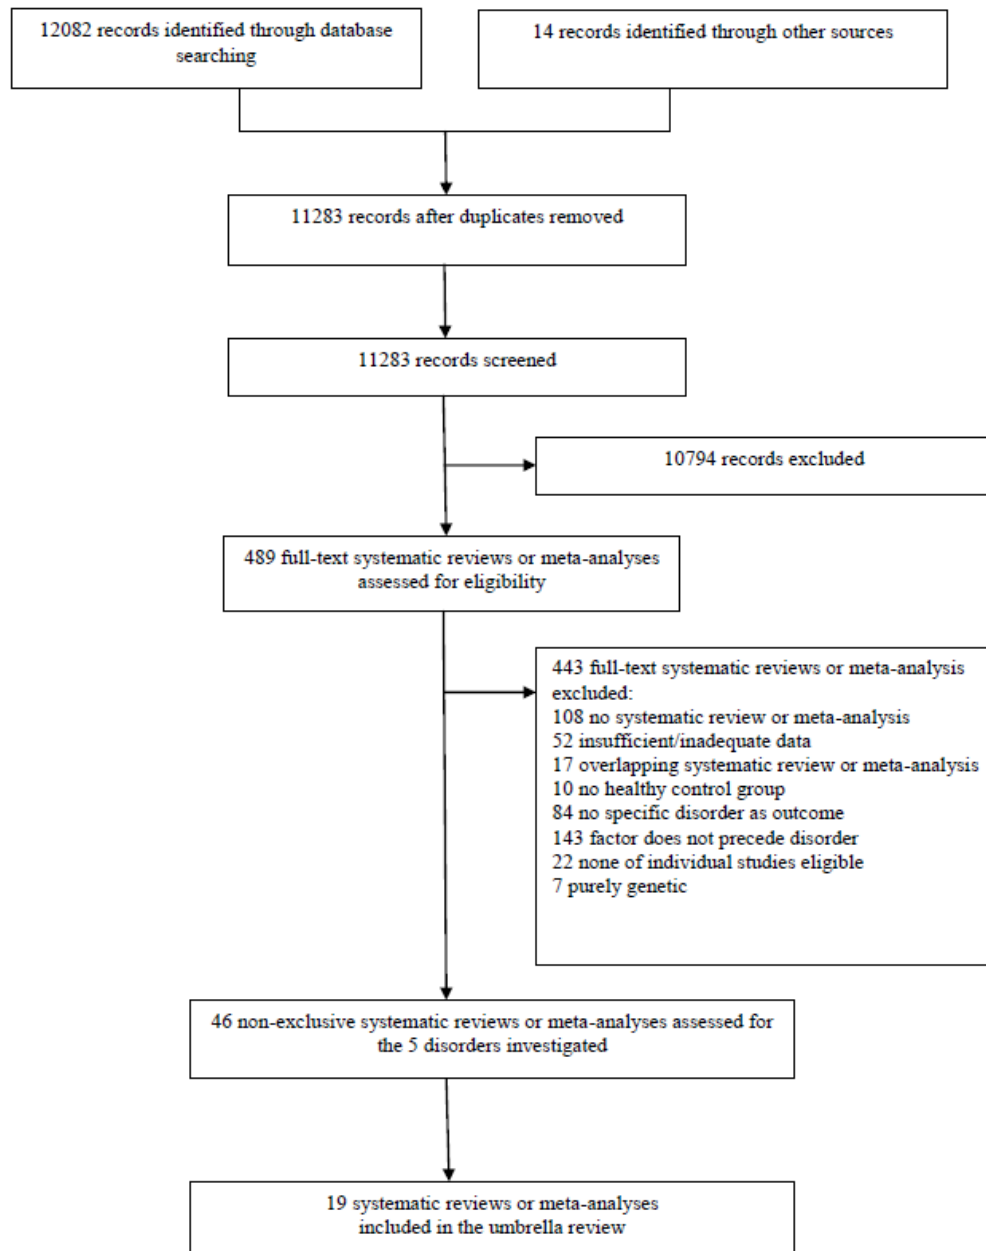 12082 records identified through database
searching
14 records identified through other sources
11283 records after duplicates removed
11283 records screened
10794 records excluded
489 full-text systematic reviews or meta-analyses
assessed for eligibility
443 full-text systematic reviews or meta-analysis
excluded:
108 no systematic review or meta-analysis
52 insufficient/inadequate data
17 overlapping systematic review or meta-analysis
10 no healthy control group
84 no specific disorder as outcome
143 factor does not precede disorder
22 none of individual studies eligible
7 purely genetic
46 non-exclusive systematic reviews or meta-analyses assessed for
the 5 disorders investigated
19 systematic reviews or meta-analyses
included in the umbrella review